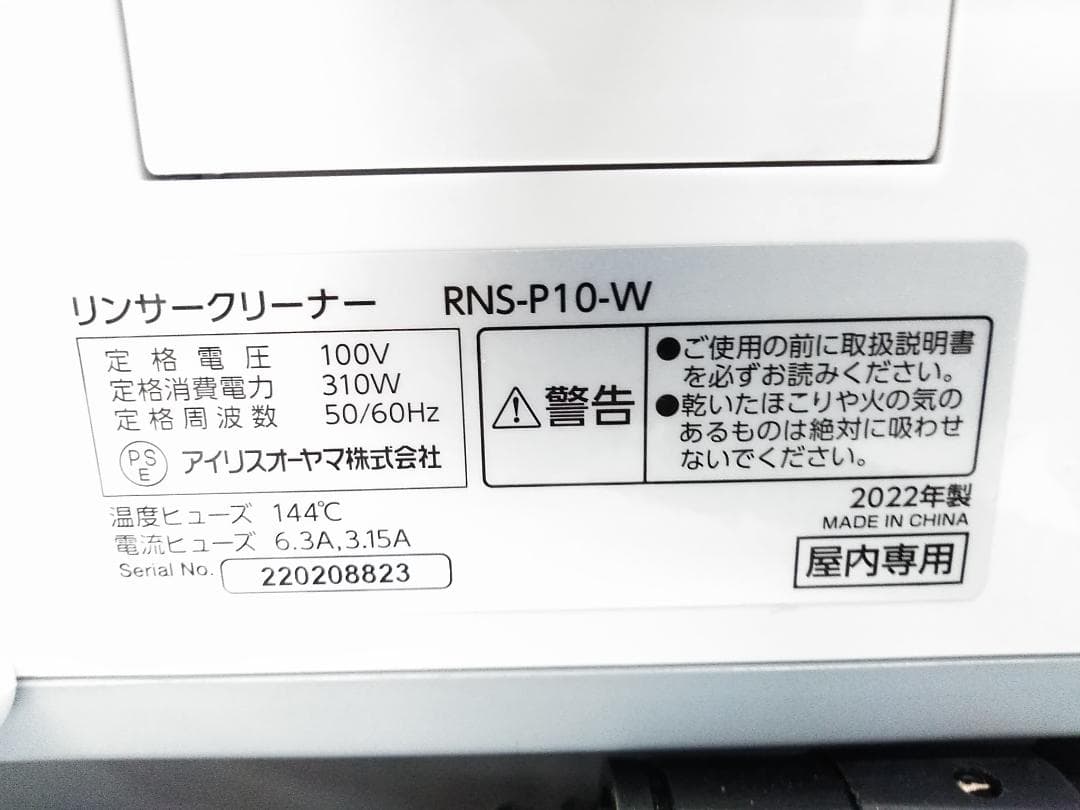 リンサークリーナー RNS-P10-W
定格電圧 100V
定格消費電力 310W
定格周波数 50/60Hz
PSE アイリスオーヤマ株式会社
警告
●ご使用の前に取扱説明書
を必ずお読みください。
●乾いたほこりや火の気の
あるものは絶対に吸わせ
ないでください。
温度ヒューズ 144℃
電流ヒューズ 6.3A,3.15A
Serial No. 220208823
2022年製
MADE IN CHINA
屋内専用